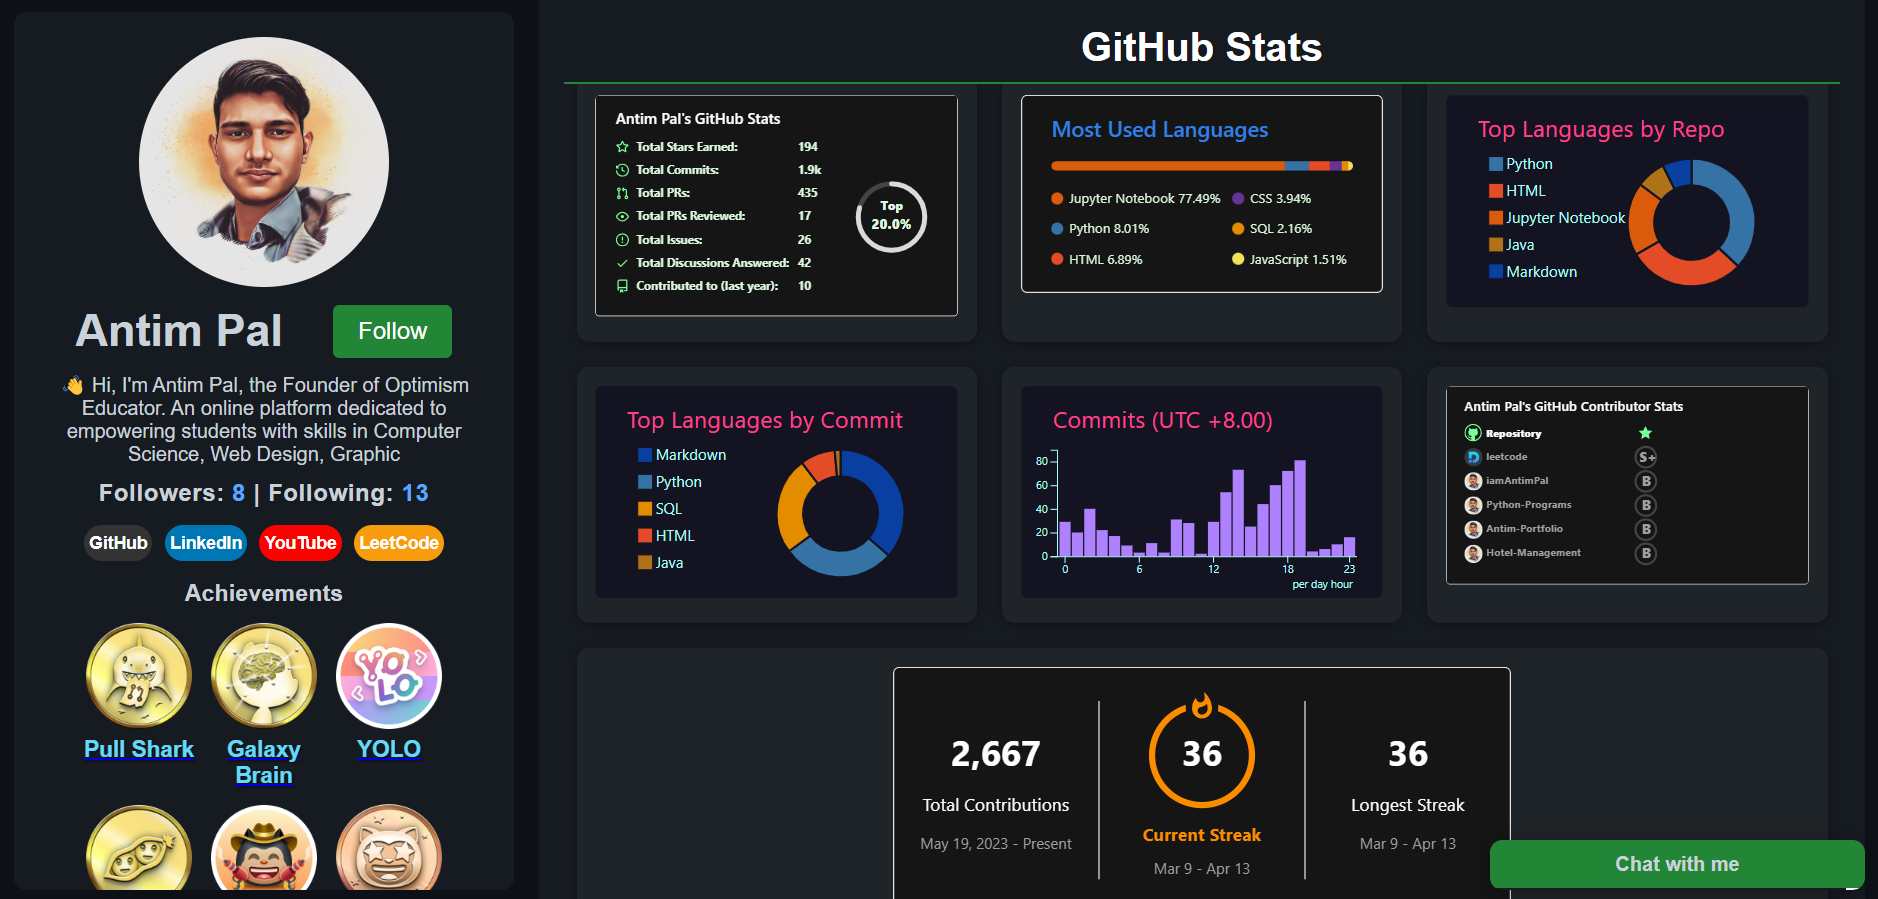 Antim Pal
Follow
👋 Hi, I'm Antim Pal, the Founder of Optimism
Educator. An online platform dedicated to
empowering students with skills in Computer
Science, Web Design, Graphic
Followers: 8 | Following: 13
GitHub LinkedIn YouTube LeetCode
Achievements
YOLO
Pull Shark
Galaxy
Brain
YOLO
GitHub Stats
Antim Pal's GitHub Stats
Total Stars Earned: 194
Total Commits: 1.9k
Total PRs: 435
Total PRs Reviewed: 17
Total Issues: 26
Total Discussions Answered: 42
Contributed to (last year): 10
Top
20.0%
Most Used Languages
Jupyter Notebook 77.49%
Python 8.01%
HTML 6.89%
CSS 3.94%
SQL 2.16%
JavaScript 1.51%
Top Languages by Repo
Python
HTML
Jupyter Notebook
Java
Markdown
Top Languages by Commit
Markdown
Python
SQL
HTML
Java
Commits (UTC +8.00)
80
60
40
20
0
0 6 12 18 23
per day hour
Antim Pal's GitHub Contributor Stats
Repository
leetcode S+
iamAntimPal B
Python-Programs B
Antim-Portfolio B
Hotel-Management B
2,667
Total Contributions
May 19, 2023 - Present
36
Current Streak
Mar 9 - Apr 13
36
Longest Streak
Mar 9 - Apr 13
Chat with me